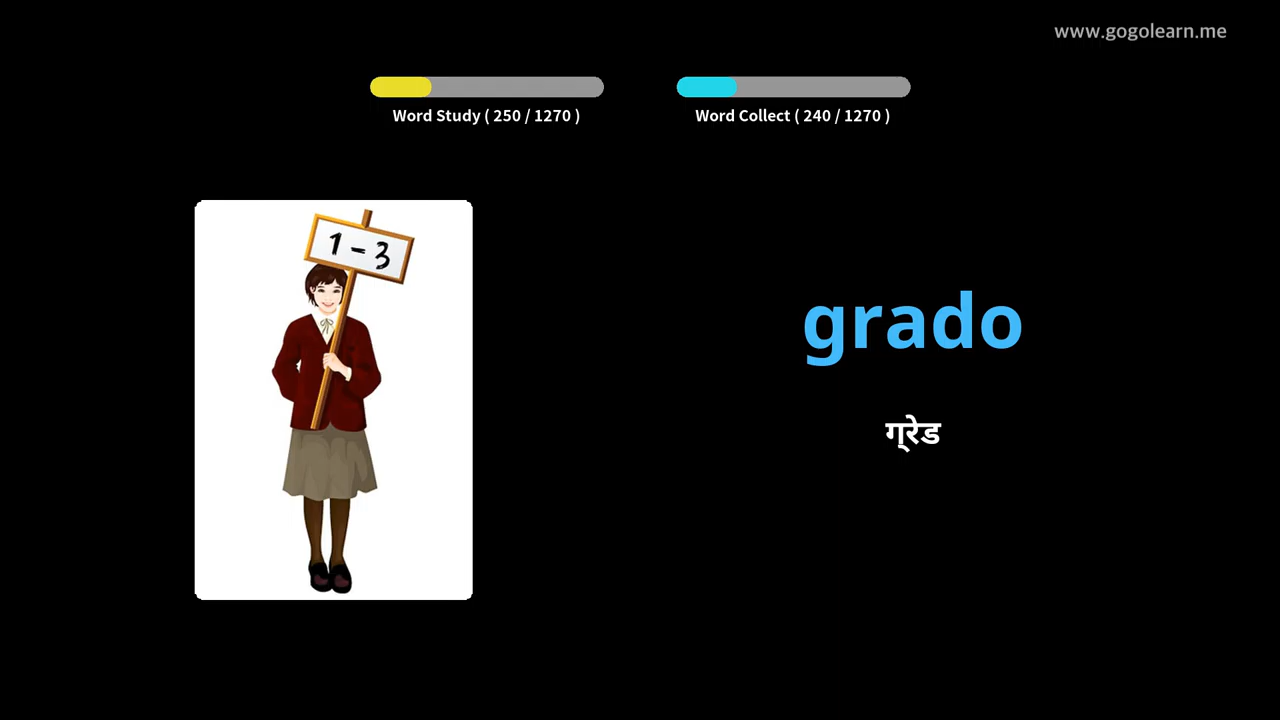 www.gogolearn.me
Word Study ( 250 / 1270 )
Word Collect ( 240 / 1270 )
1 - 3
grado
ग्रेड